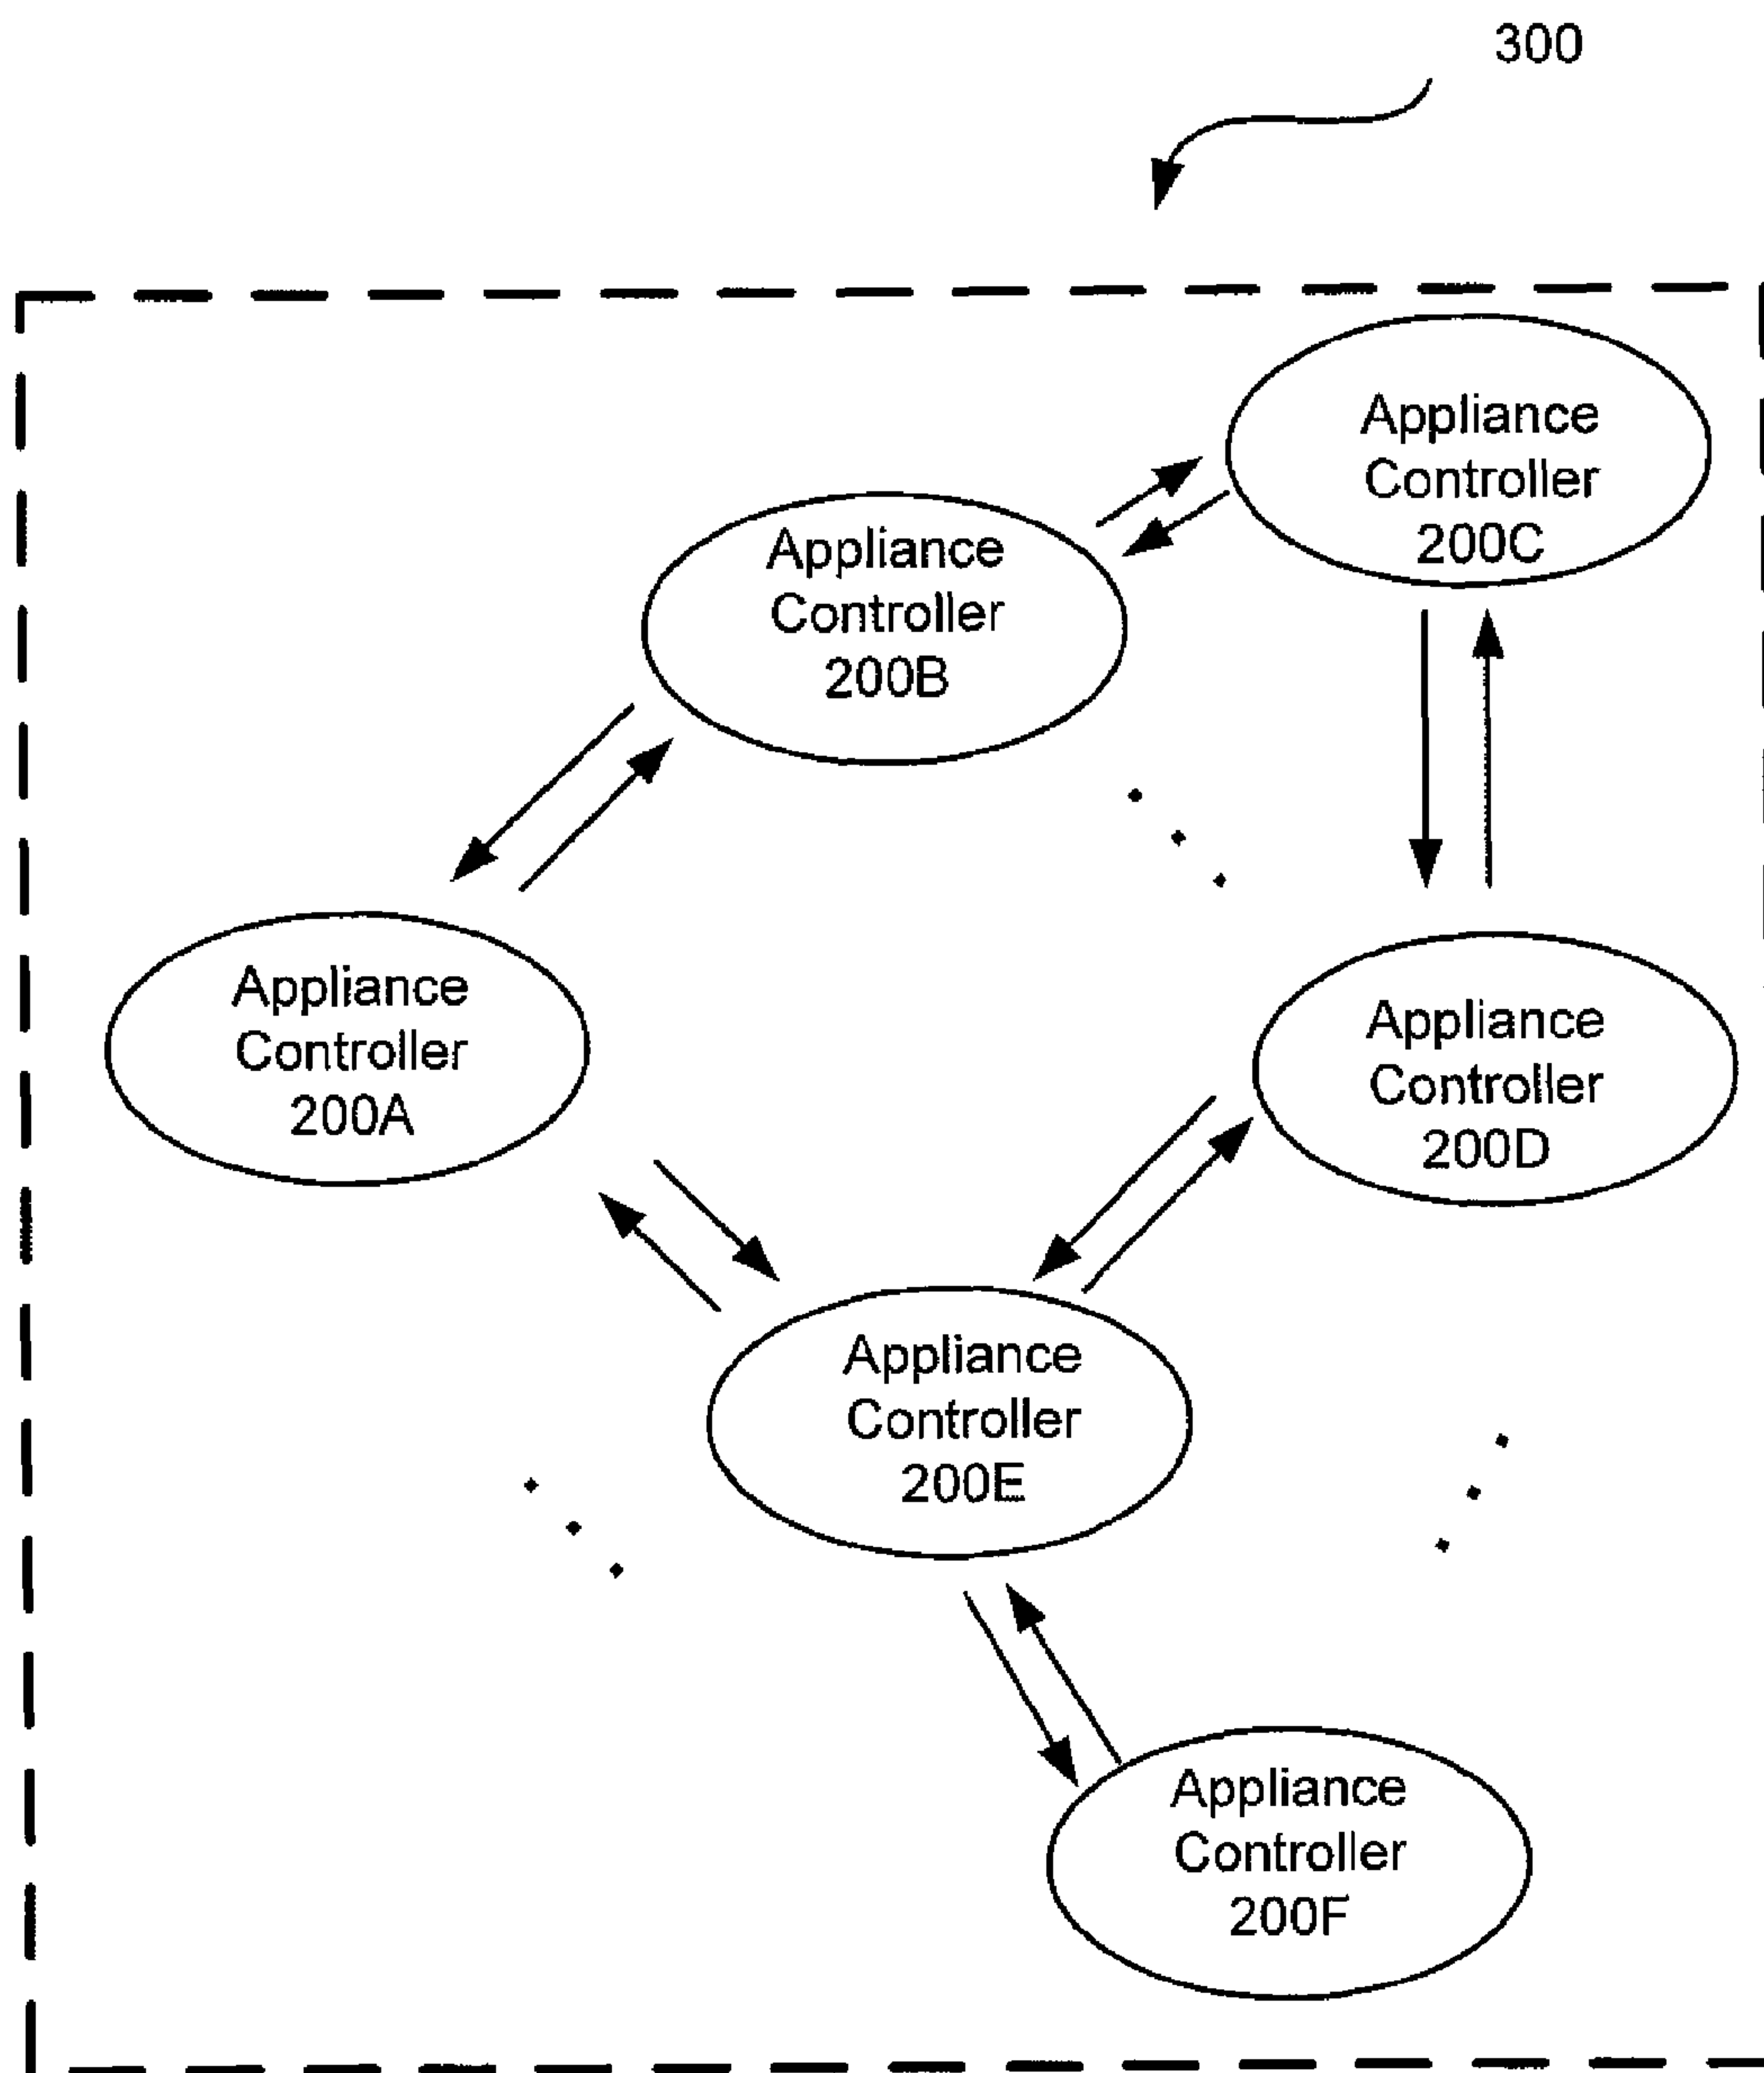 300
Appliance
Controller
200C
Appliance
Controller
200B
Appliance
Controller
200A
Appliance
Controller
200D
Appliance
Controller
200E
Appliance
Controller
200F